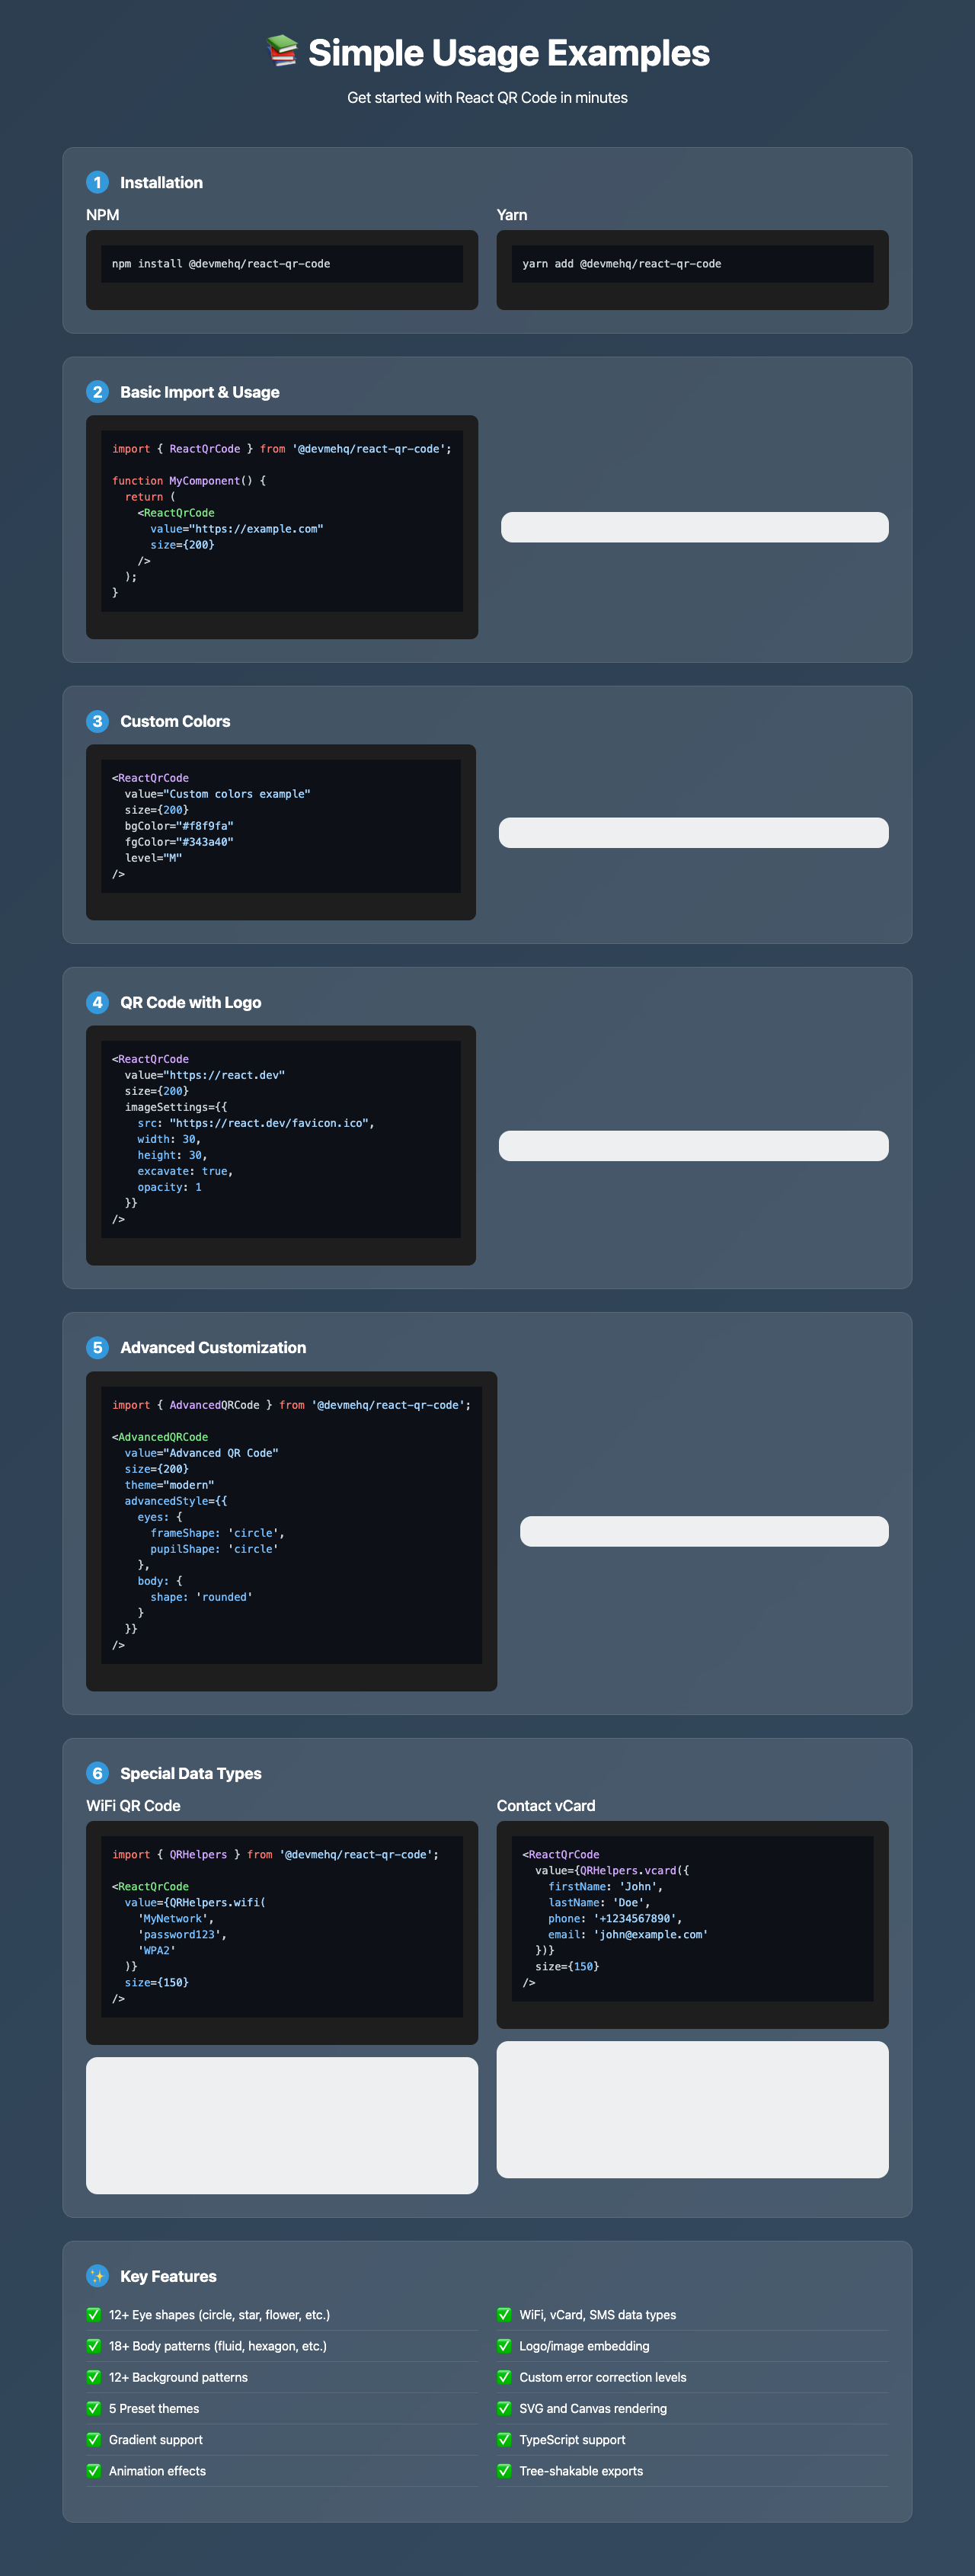 📚 Simple Usage Examples
Get started with React QR Code in minutes
1 Installation
NPM
npm install @devmehq/react-qr-code
Yarn
yarn add @devmehq/react-qr-code
2 Basic Import & Usage
import { ReactQrCode } from '@devmehq/react-qr-code';

function MyComponent() {
  return (
    <ReactQrCode
      value="https://example.com"
      size={200}
    />
  );
}
3 Custom Colors
<ReactQrCode
  value="Custom colors example"
  size={200}
  bgColor="#f8f9fa"
  fgColor="#343a40"
  level="M"
/>
4 QR Code with Logo
<ReactQrCode
  value="https://react.dev"
  size={200}
  imageSettings={{
    src: "https://react.dev/favicon.ico",
    width: 30,
    height: 30,
    excavate: true,
    opacity: 1
  }}
/>
5 Advanced Customization
import { AdvancedQRCode } from '@devmehq/react-qr-code';

<AdvancedQRCode
  value="Advanced QR Code"
  size={200}
  theme="modern"
  advancedStyle={{
    eyes: {
      frameShape: 'circle',
      pupilShape: 'circle'
    },
    body: {
      shape: 'rounded'
    }
  }}
/>
6 Special Data Types
WiFi QR Code
import { QRHelpers } from '@devmehq/react-qr-code';

<ReactQrCode
  value={QRHelpers.wifi(
    'MyNetwork',
    'password123',
    'WPA2'
  )}
  size={150}
/>
Contact vCard
<ReactQrCode
  value={QRHelpers.vcard({
    firstName: 'John',
    lastName: 'Doe',
    phone: '+1234567890',
    email: 'john@example.com'
  })}
  size={150}
/>
✨ Key Features
✅ 12+ Eye shapes (circle, star, flower, etc.)
✅ 18+ Body patterns (fluid, hexagon, etc.)
✅ 12+ Background patterns
✅ 5 Preset themes
✅ Gradient support
✅ Animation effects
✅ WiFi, vCard, SMS data types
✅ Logo/image embedding
✅ Custom error correction levels
✅ SVG and Canvas rendering
✅ TypeScript support
✅ Tree-shakable exports